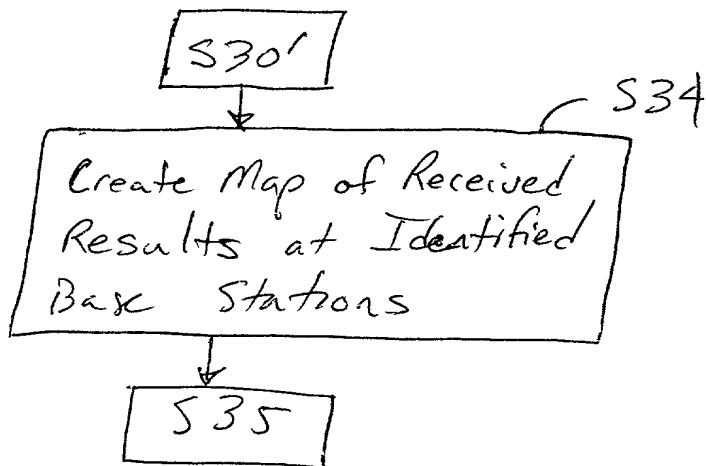 S30'
S34
Create Map of Received
Results at Identified
Base Stations
S35